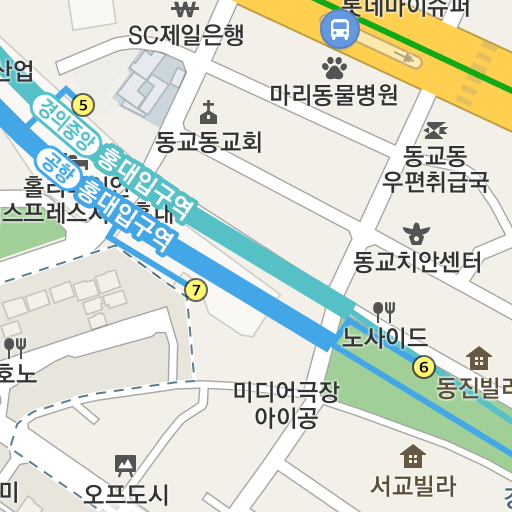 롯데마이슈퍼
SC제일은행
산업
마리동물병원
5
경의중앙 홍대입구역
동교동교회
동교동
우편취급국
공항 홍대입구역
동교치안센터
7
노사이드
6
호노
미디어극장
아이공
동진빌라
서교빌라
오프도시
미